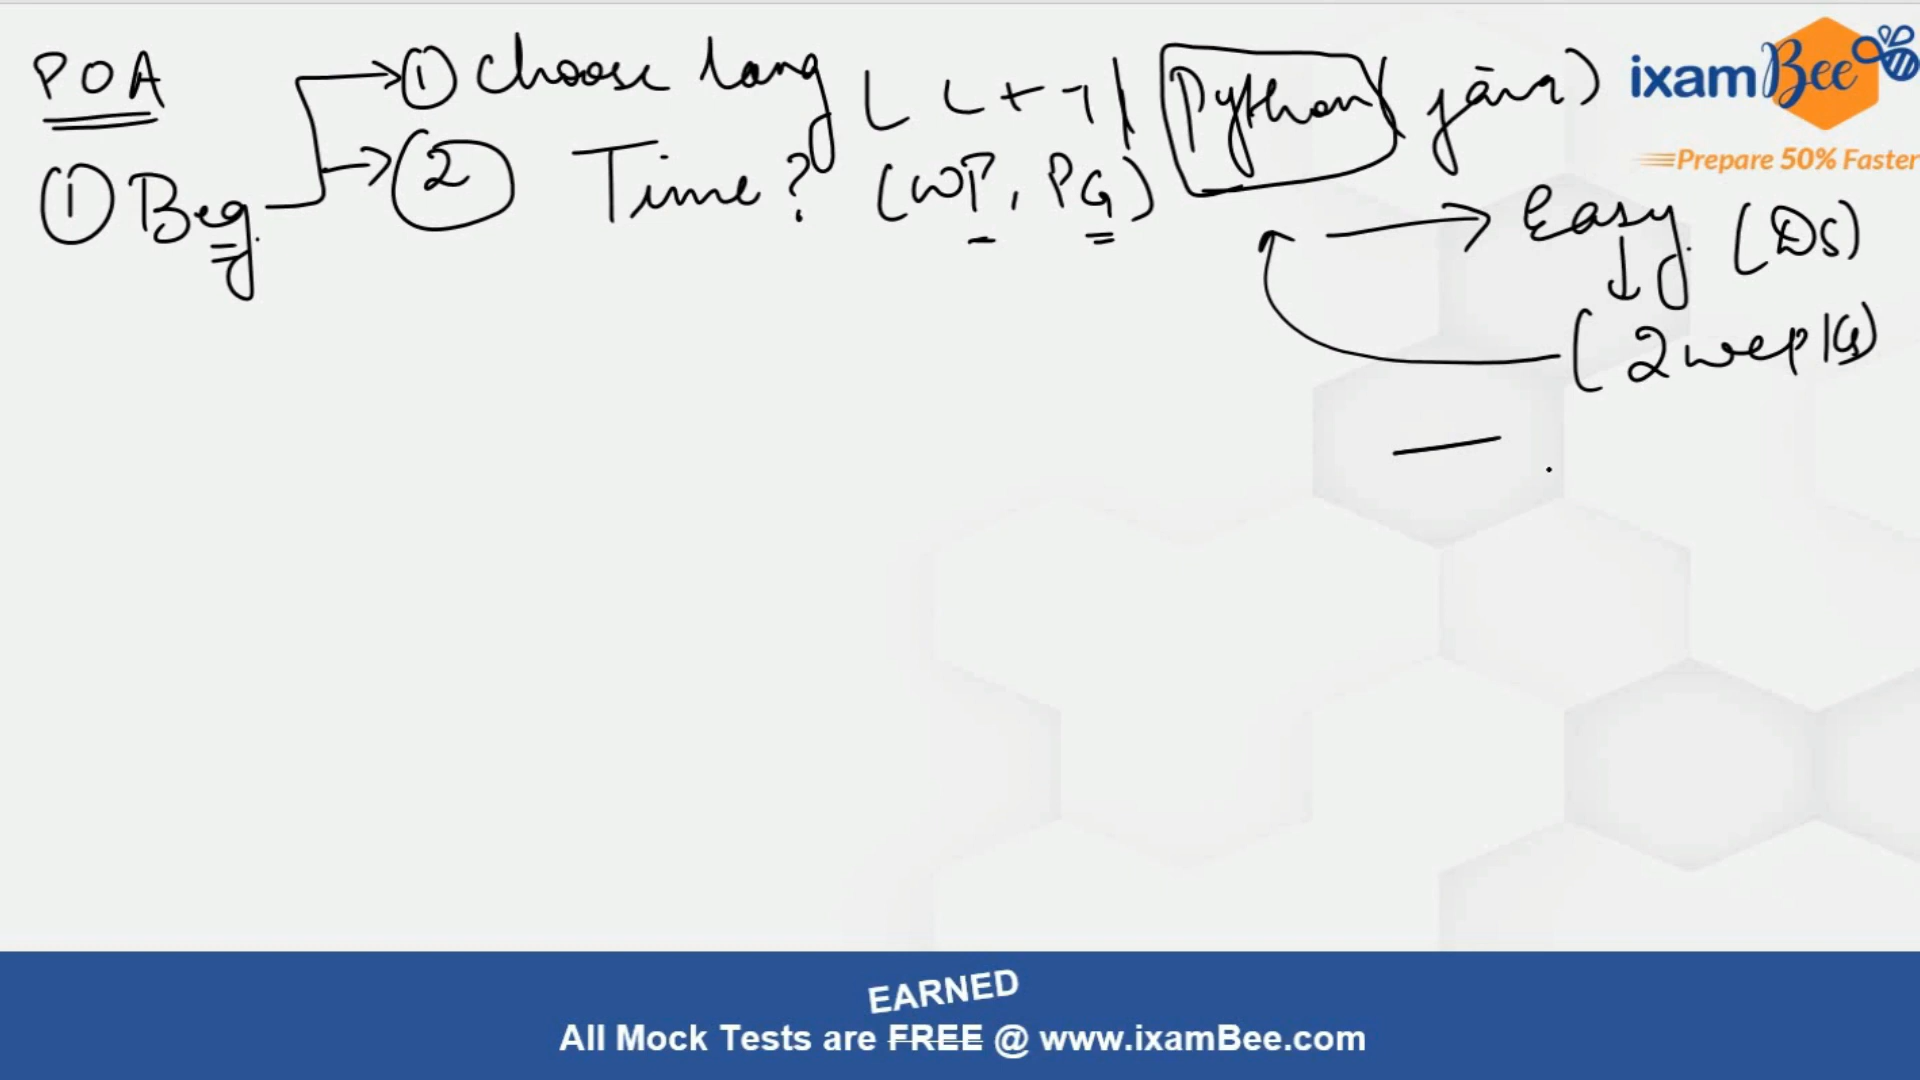 POA
① Beg.
① Choose lang
② Time? (WP, PG)
Python (java)
Easy. (DS)
(2
ixamBee
Prepare 50% Faster
EARNED
All Mock Tests are FREE @ www.ixamBee.com